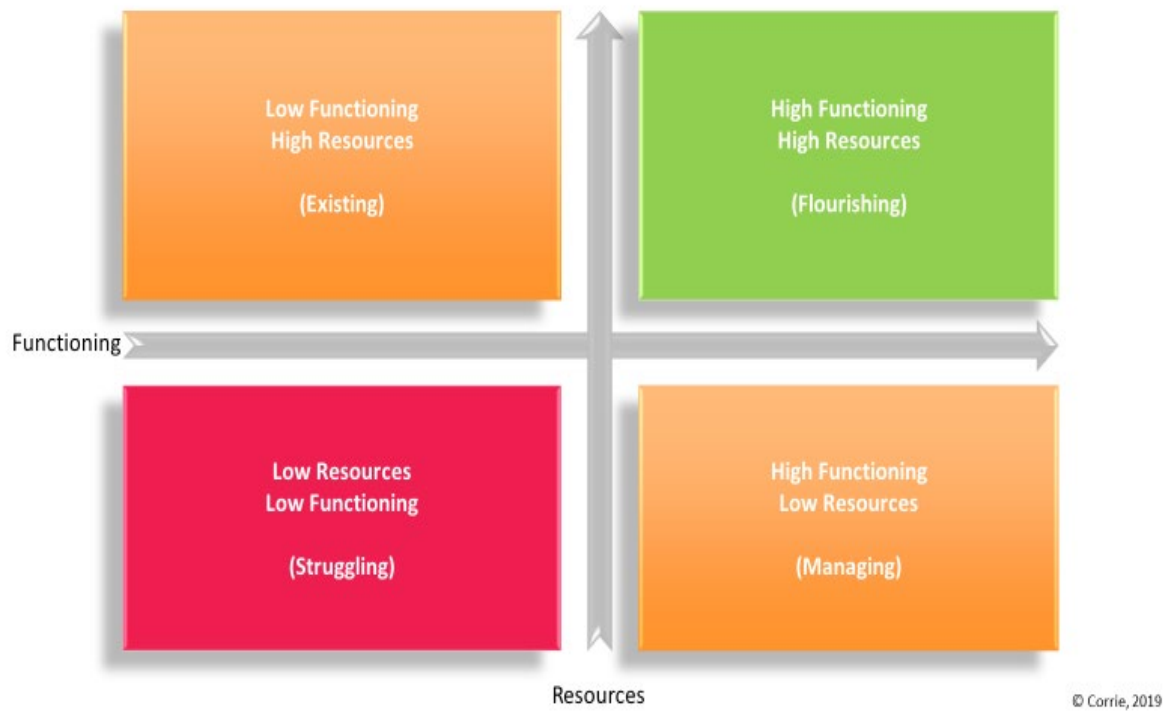 Low Functioning
High Resources
(Existing)
High Functioning
High Resources
(Flourishing)
Functioning
Low Resources
Low Functioning
(Struggling)
High Functioning
Low Resources
(Managing)
Resources
© Corrie, 2019